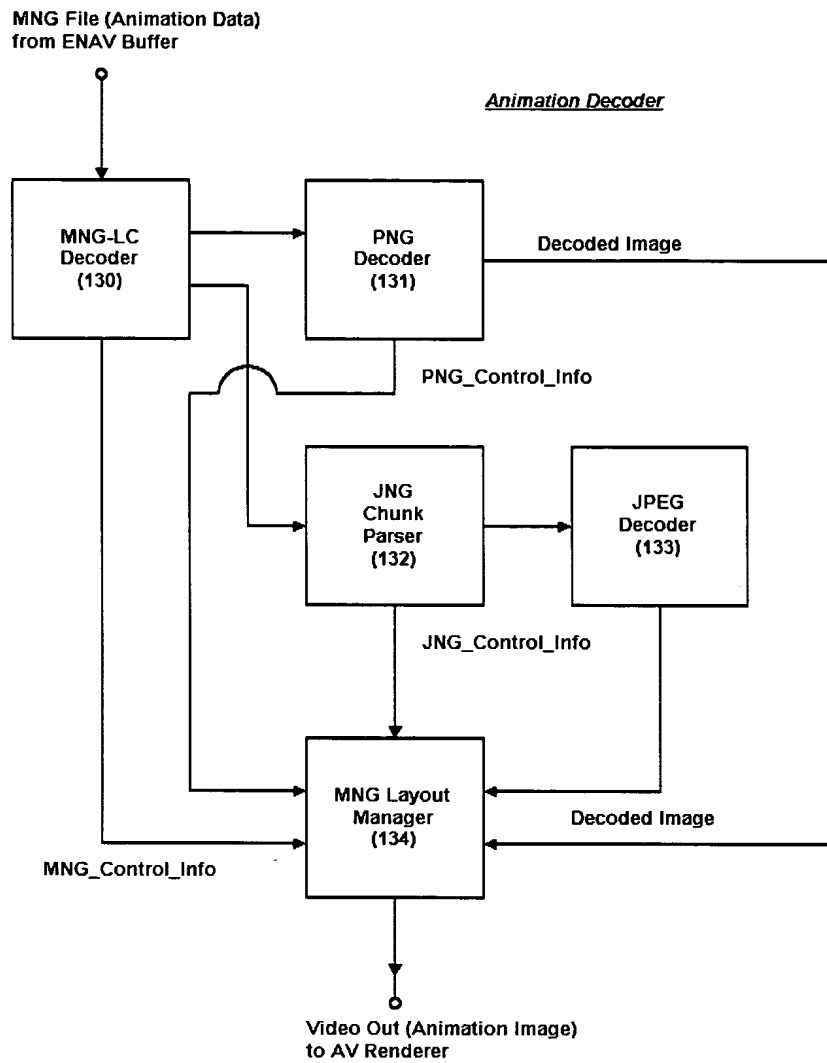 MNG File (Animation Data)
from ENAV Buffer
Animation Decoder
MNG-LC
Decoder
(130)
PNG
Decoder
(131)
Decoded Image
PNG_Control_Info
JNG
Chunk
Parser
(132)
JPEG
Decoder
(133)
JNG_Control_Info
MNG Layout
Manager
(134)
Decoded Image
MNG_Control_Info
Video Out (Animation Image)
to AV Renderer